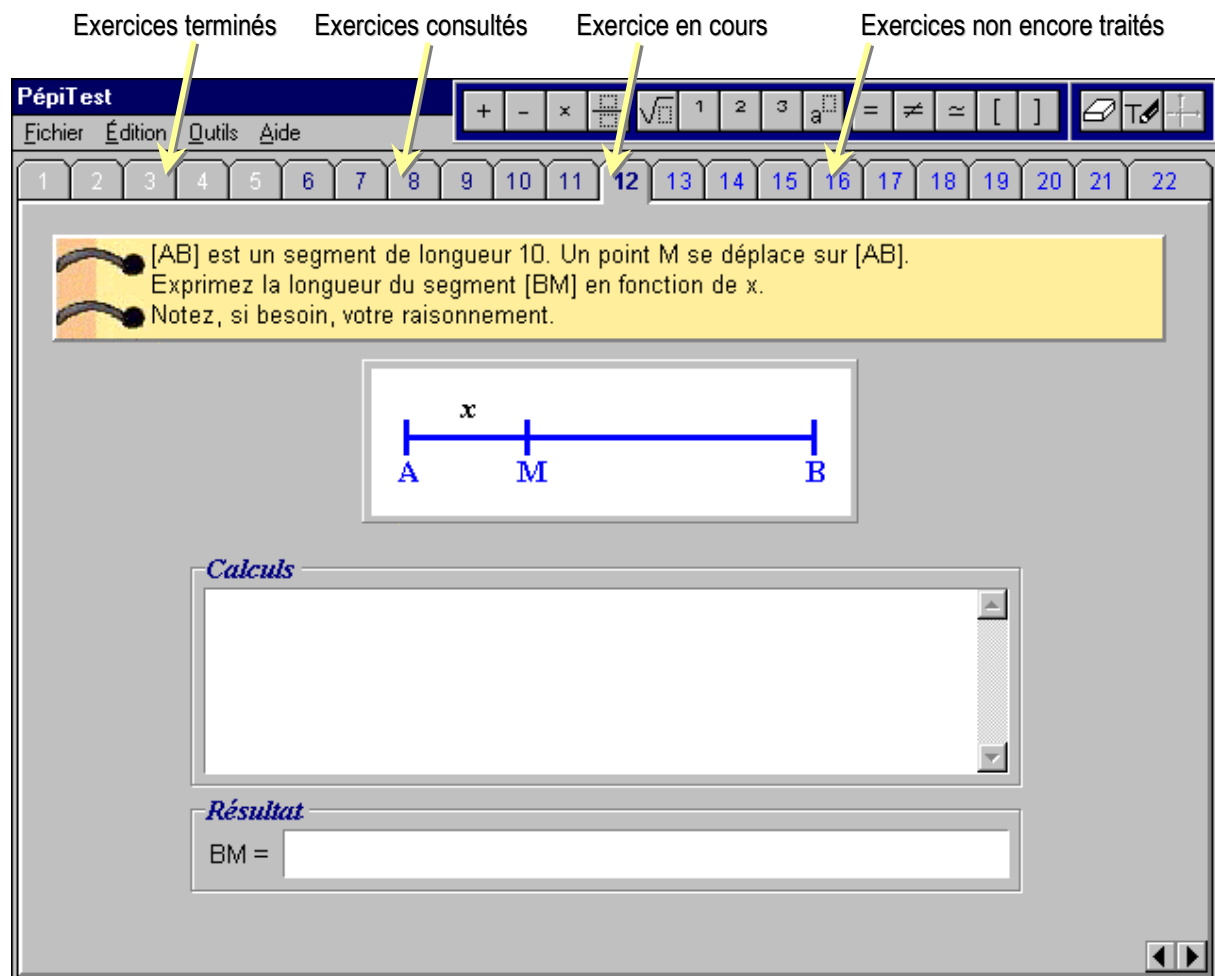 Exercices terminés Exercices consultés Exercice en cours Exercices non encore traités
PépiTest
+ - × √ 1 2 3 a = ≠ ≃ [ ] T
Fichier Édition Outils Aide
1 2 3 4 5 6 7 8 9 10 11 12 13 14 15 16 17 18 19 20 21 22
[AB] est un segment de longueur 10. Un point M se déplace sur [AB].
Exprimez la longueur du segment [BM] en fonction de x.
Notez, si besoin, votre raisonnement.
x
A M B
Calculs
Résultat
BM =